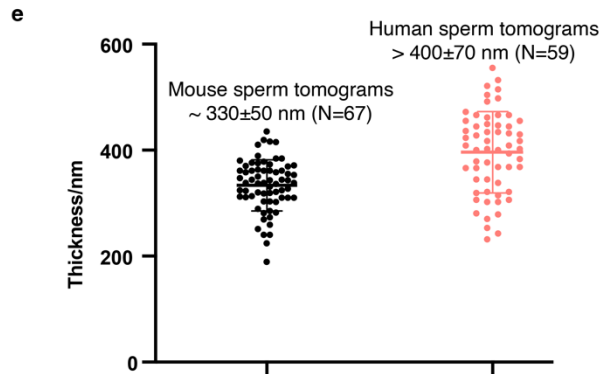 e
Human sperm tomograms
> 400±70 nm (N=59)
Mouse sperm tomograms
~ 330±50 nm (N=67)
Thickness/nm
600
400
200
0